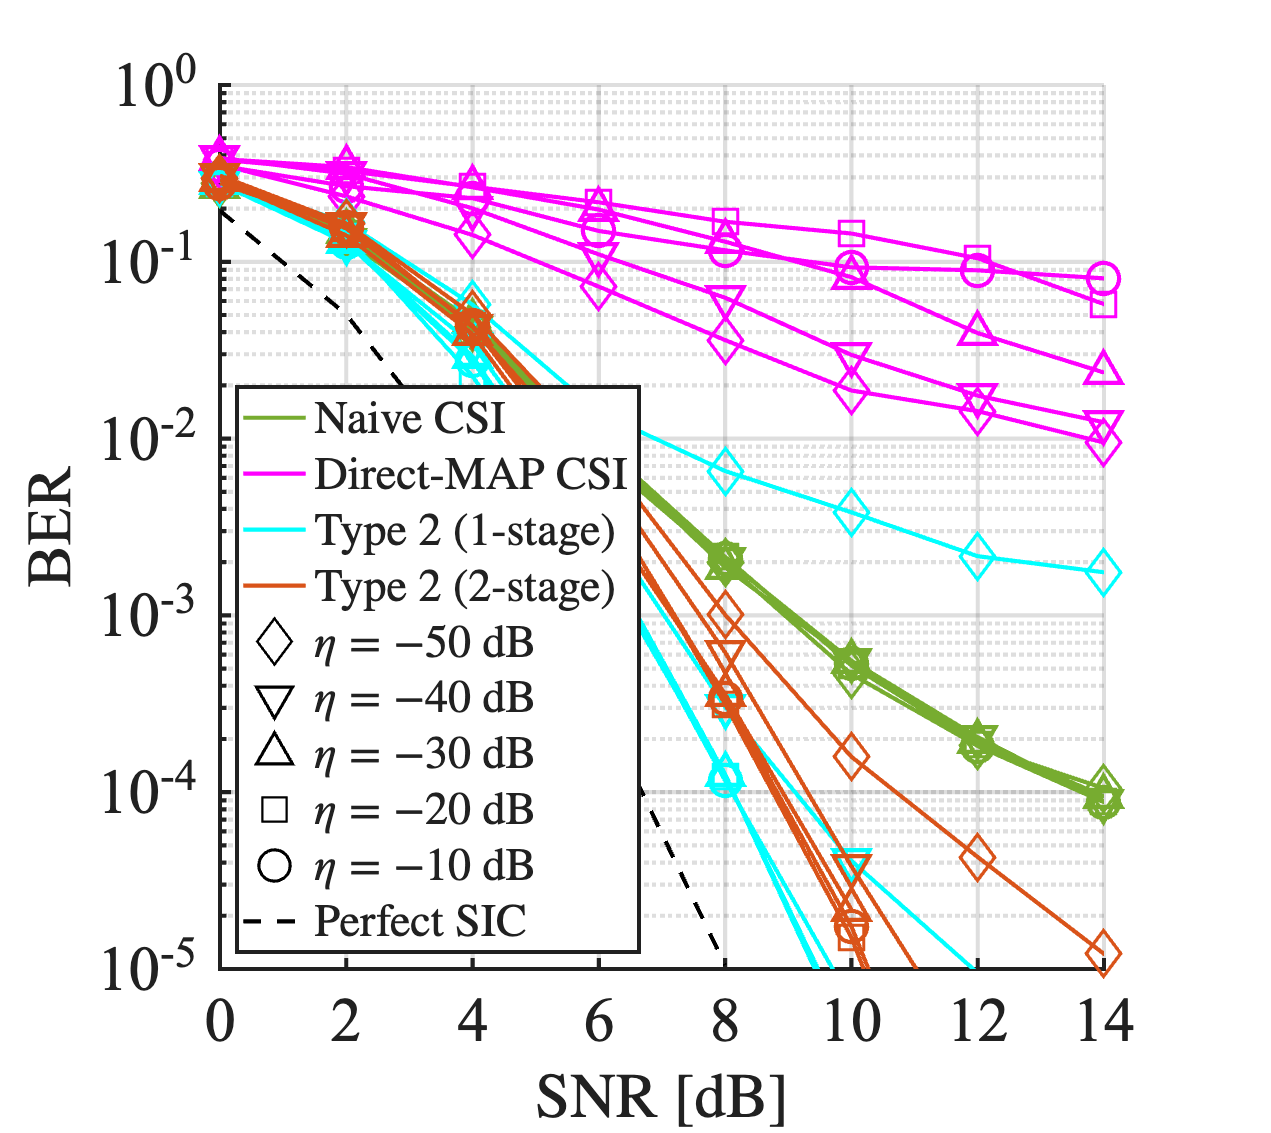 10^0
10^-1
10^-2
10^-3
10^-4
10^-5
BER
Naive CSI
Direct-MAP CSI
Type 2 (1-stage)
Type 2 (2-stage)
η = −50 dB
η = −40 dB
η = −30 dB
η = −20 dB
η = −10 dB
Perfect SIC
0 2 4 6 8 10 12 14
SNR [dB]